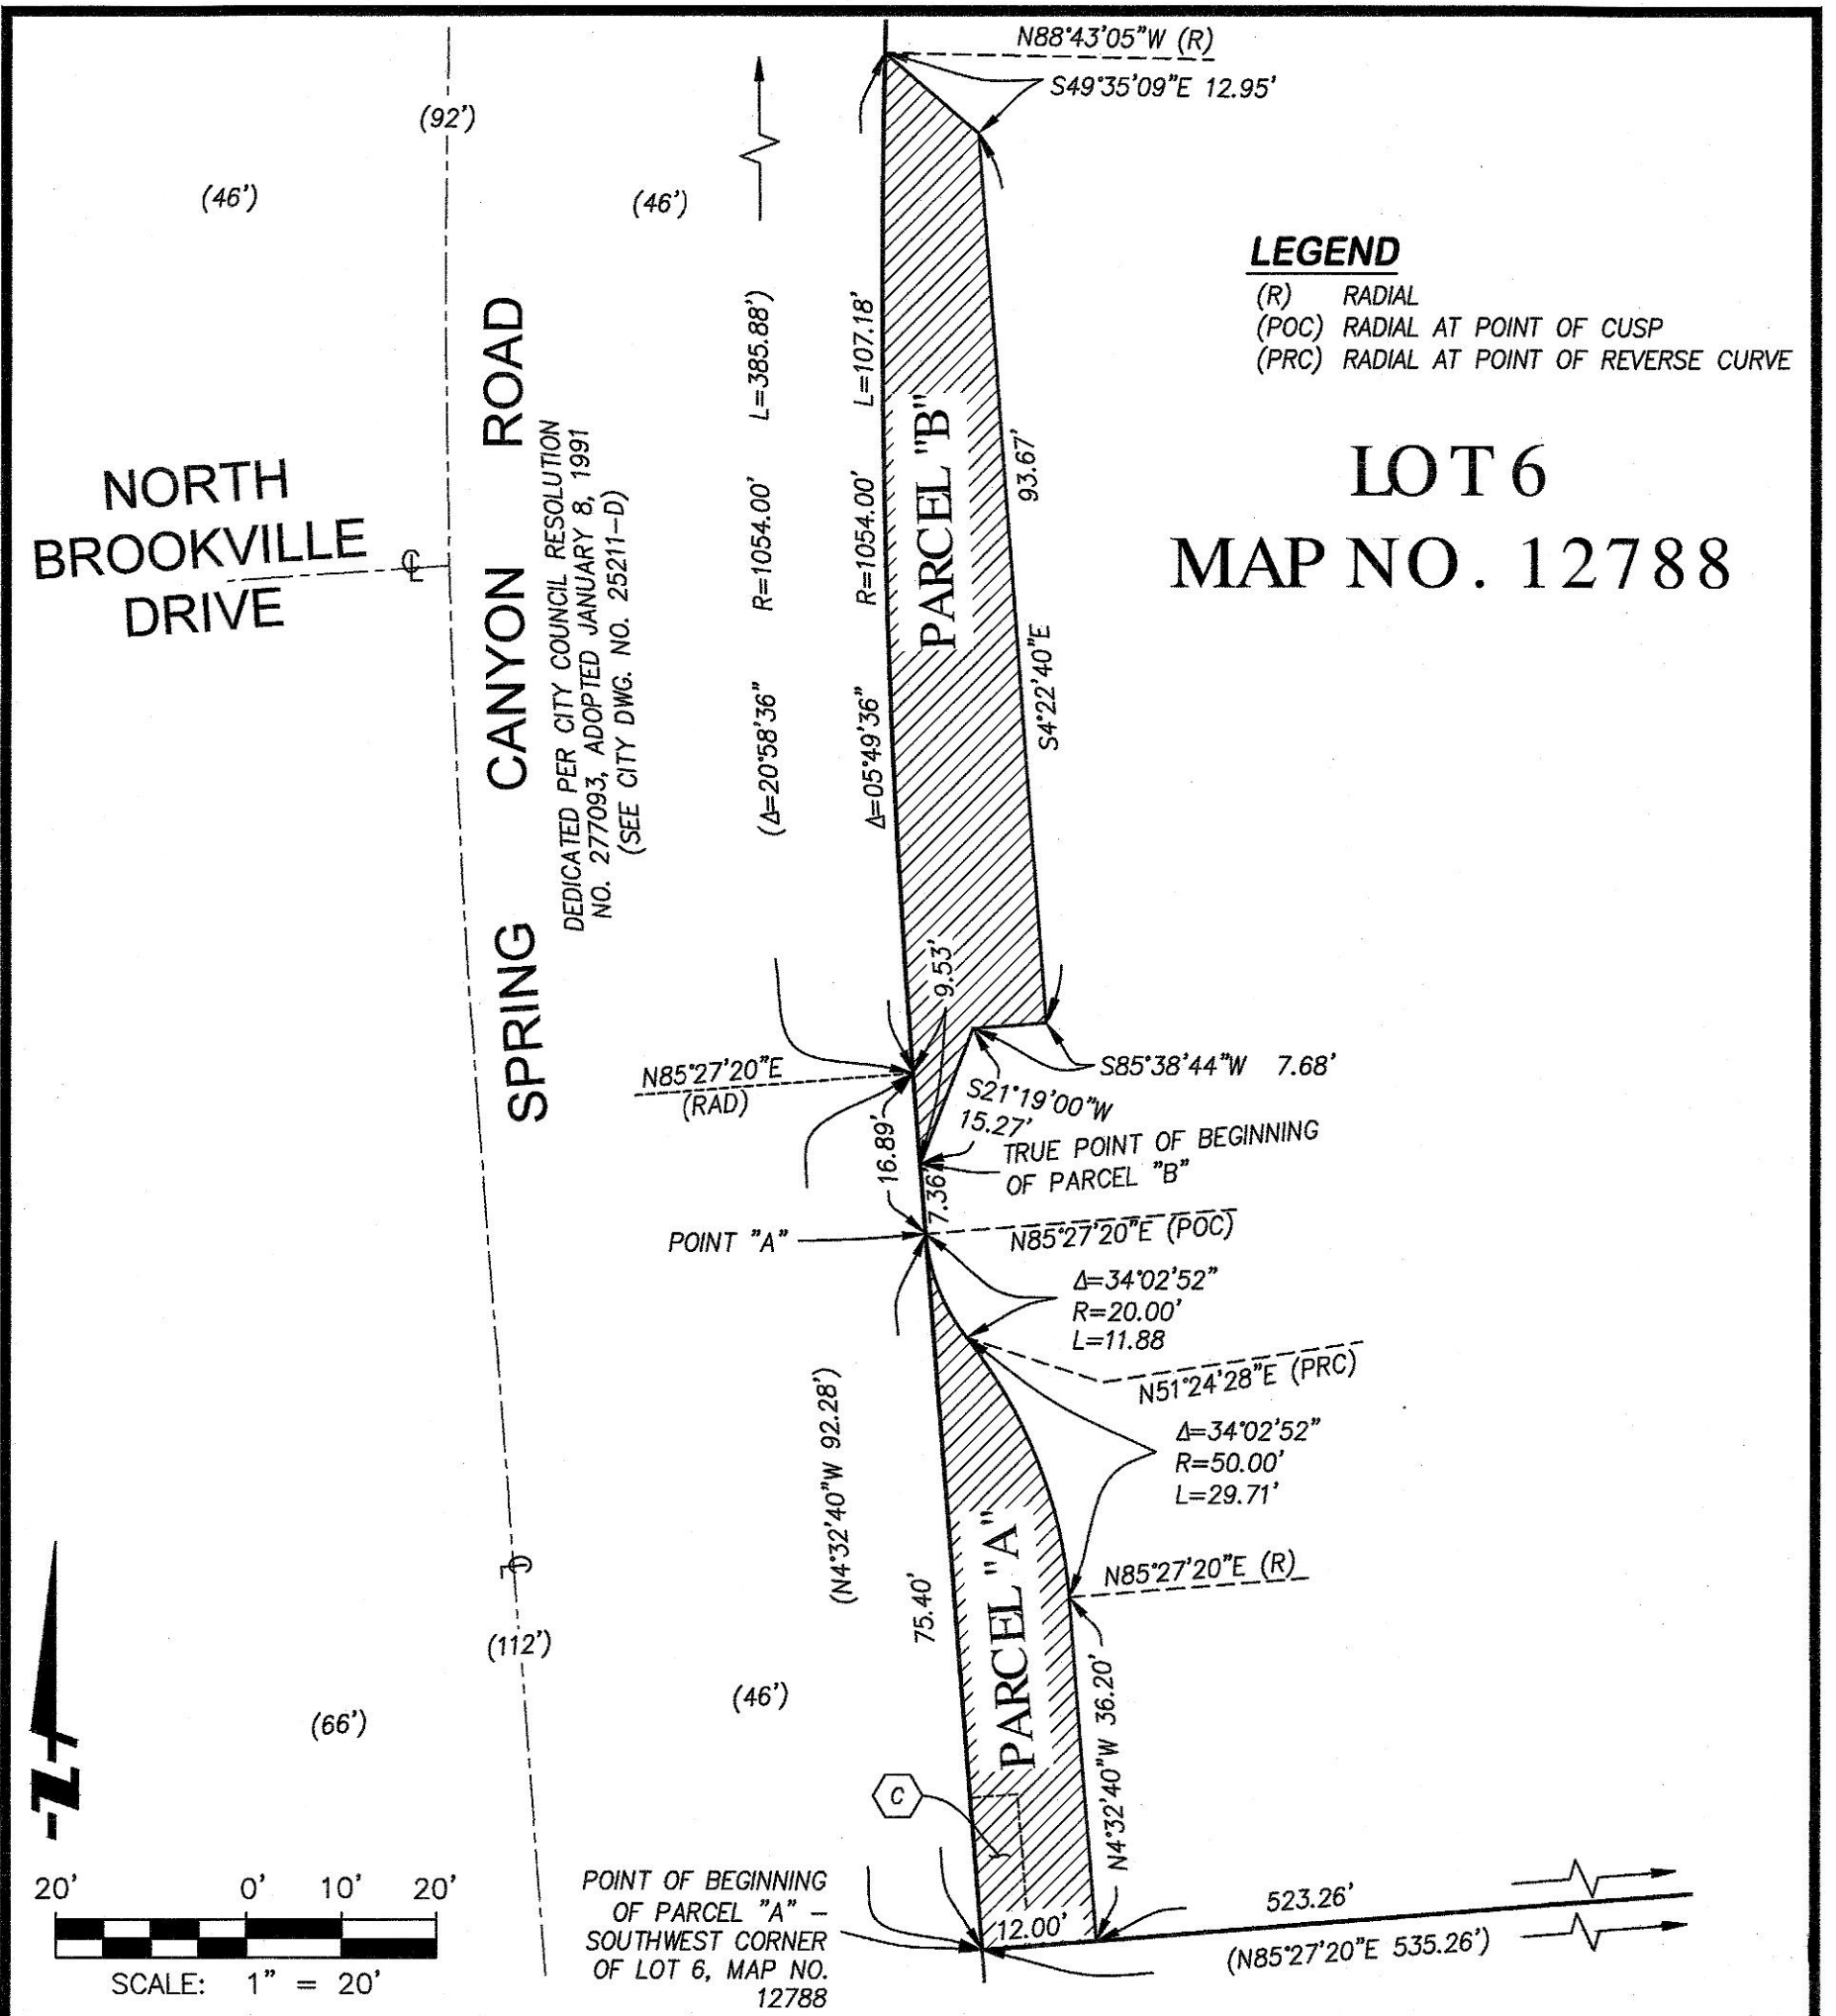 N88°43'05"W (R)
S49°35'09"E 12.95'
(92')
(46')
(46')
LEGEND
(R) RADIAL
(POC) RADIAL AT POINT OF CUSP
(PRC) RADIAL AT POINT OF REVERSE CURVE
LOT 6
MAP NO. 12788
NORTH
BROOKVILLE
DRIVE
℄
SPRING CANYON ROAD
DEDICATED PER CITY COUNCIL RESOLUTION
NO. 277093, ADOPTED JANUARY 8, 1991
(SEE CITY DWG. NO. 25211-D)
(Δ=20°58'36" R=1054.00' L=385.88')
Δ=05°49'36" R=1054.00' L=107.18'
PARCEL "B"
93.67'
S4°22'40"E
9.53'
S85°38'44"W 7.68'
N85°27'20"E
(RAD)
S21°19'00"W
15.27'
TRUE POINT OF BEGINNING
OF PARCEL "B"
16.89'
7.36'
POINT "A"
N85°27'20"E (POC)
Δ=34°02'52"
R=20.00'
L=11.88
N51°24'28"E (PRC)
Δ=34°02'52"
R=50.00'
L=29.71'
(N4°32'40"W 92.28')
75.40'
PARCEL "A"
N85°27'20"E (R)
N4°32'40"W 36.20'
℄
(112')
(66')
(46')
C
Z
20' 0' 10' 20'
SCALE: 1" = 20'
POINT OF BEGINNING
OF PARCEL "A" -
SOUTHWEST CORNER
OF LOT 6, MAP NO.
12788
12.00'
523.26'
(N85°27'20"E 535.26')